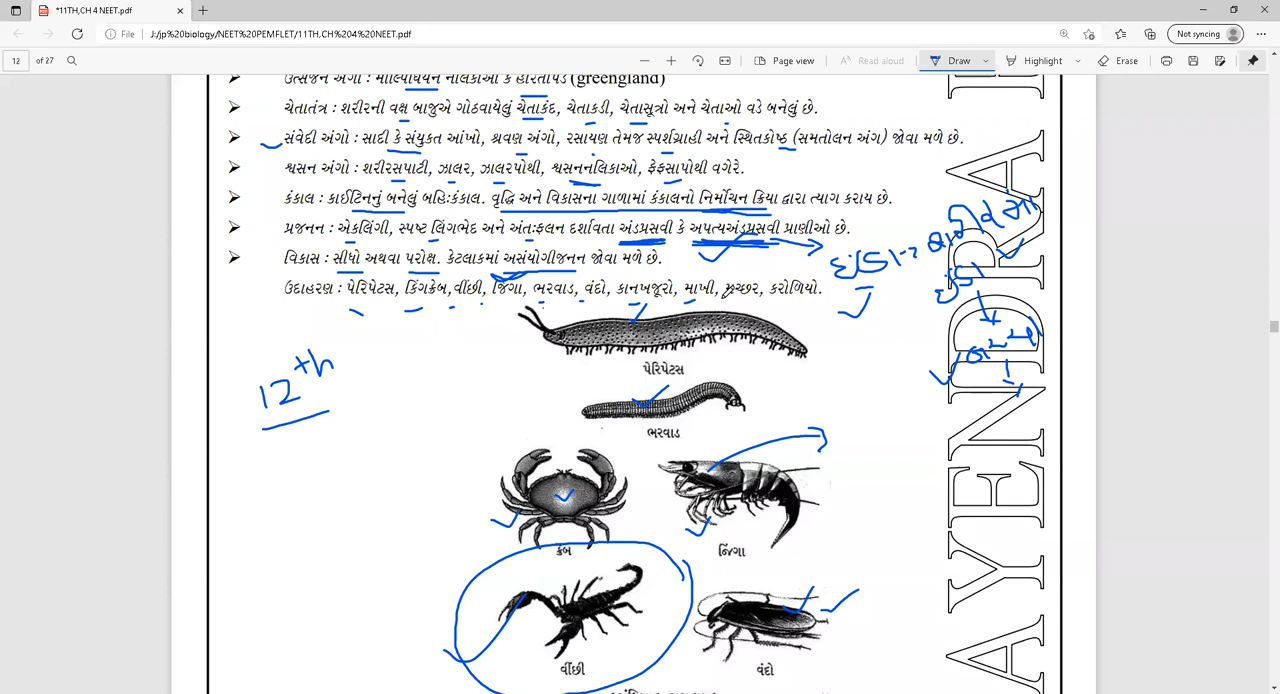 *11TH,CH 4 NEET.pdf
File J:/jp%20biology/NEET%20PEMFLET/11TH,CH%204%20NEET.pdf
Not syncing
12 of 27
Page view
Read aloud
Draw
Highlight
Erase
ઉત્સર્જન અંગો : માલ્પિઘિયન નલિકાઓ કે હરિતપિંડ (greengland)
ચેતાતંત્ર : શરીરની વક્ષ બાજુએ ગોઠવાયેલું ચેતાકંદ, ચેતાકડી, ચેતાસૂત્રો અને ચેતાઓ વડે બનેલું છે.
સંવેદી અંગો : સાદી કે સંયુકત આંખો, શ્રવણ અંગો, રસાયણ તેમજ સ્પર્શગ્રાહી અને સ્થિતકોષ્ઠ (સમતોલન અંગ) જોવા મળે છે.
શ્વસન અંગો : શરીરસપાટી, ઝાલર, ઝાલરપોથી, શ્વસનનલિકાઓ, ફેફસાપોથી વગેરે.
કંકાલ : કાઈટિનનું બનેલું બહિઃકંકાલ. વૃદ્ધિ અને વિકાસના ગાળામાં કંકાલનો નિર્મોચન ક્રિયા દ્વારા ત્યાગ કરાય છે.
પ્રજનન : એકલિંગી, સ્પષ્ટ લિંગભેદ અને અંતઃફલન દર્શાવતા અંડપ્રસવી કે અપત્યઅંડપ્રસવી પ્રાણીઓ છે.
વિકાસ : સીધો અથવા પરોક્ષ. કેટલાકમાં અસંયોગીજનન જોવા મળે છે.
ઉદાહરણ : પેરિપેટસ, કિંગક્રેબ, વીંછી, જિંગા, ભરવાડ, વંદો, કાનખજૂરો, માખી, મચ્છર, કરોળિયો.
પેરિપેટસ
12th
ભરવાડ
ક્રેબ
જિંગા
વીંછી
વંદો
AYENDRA